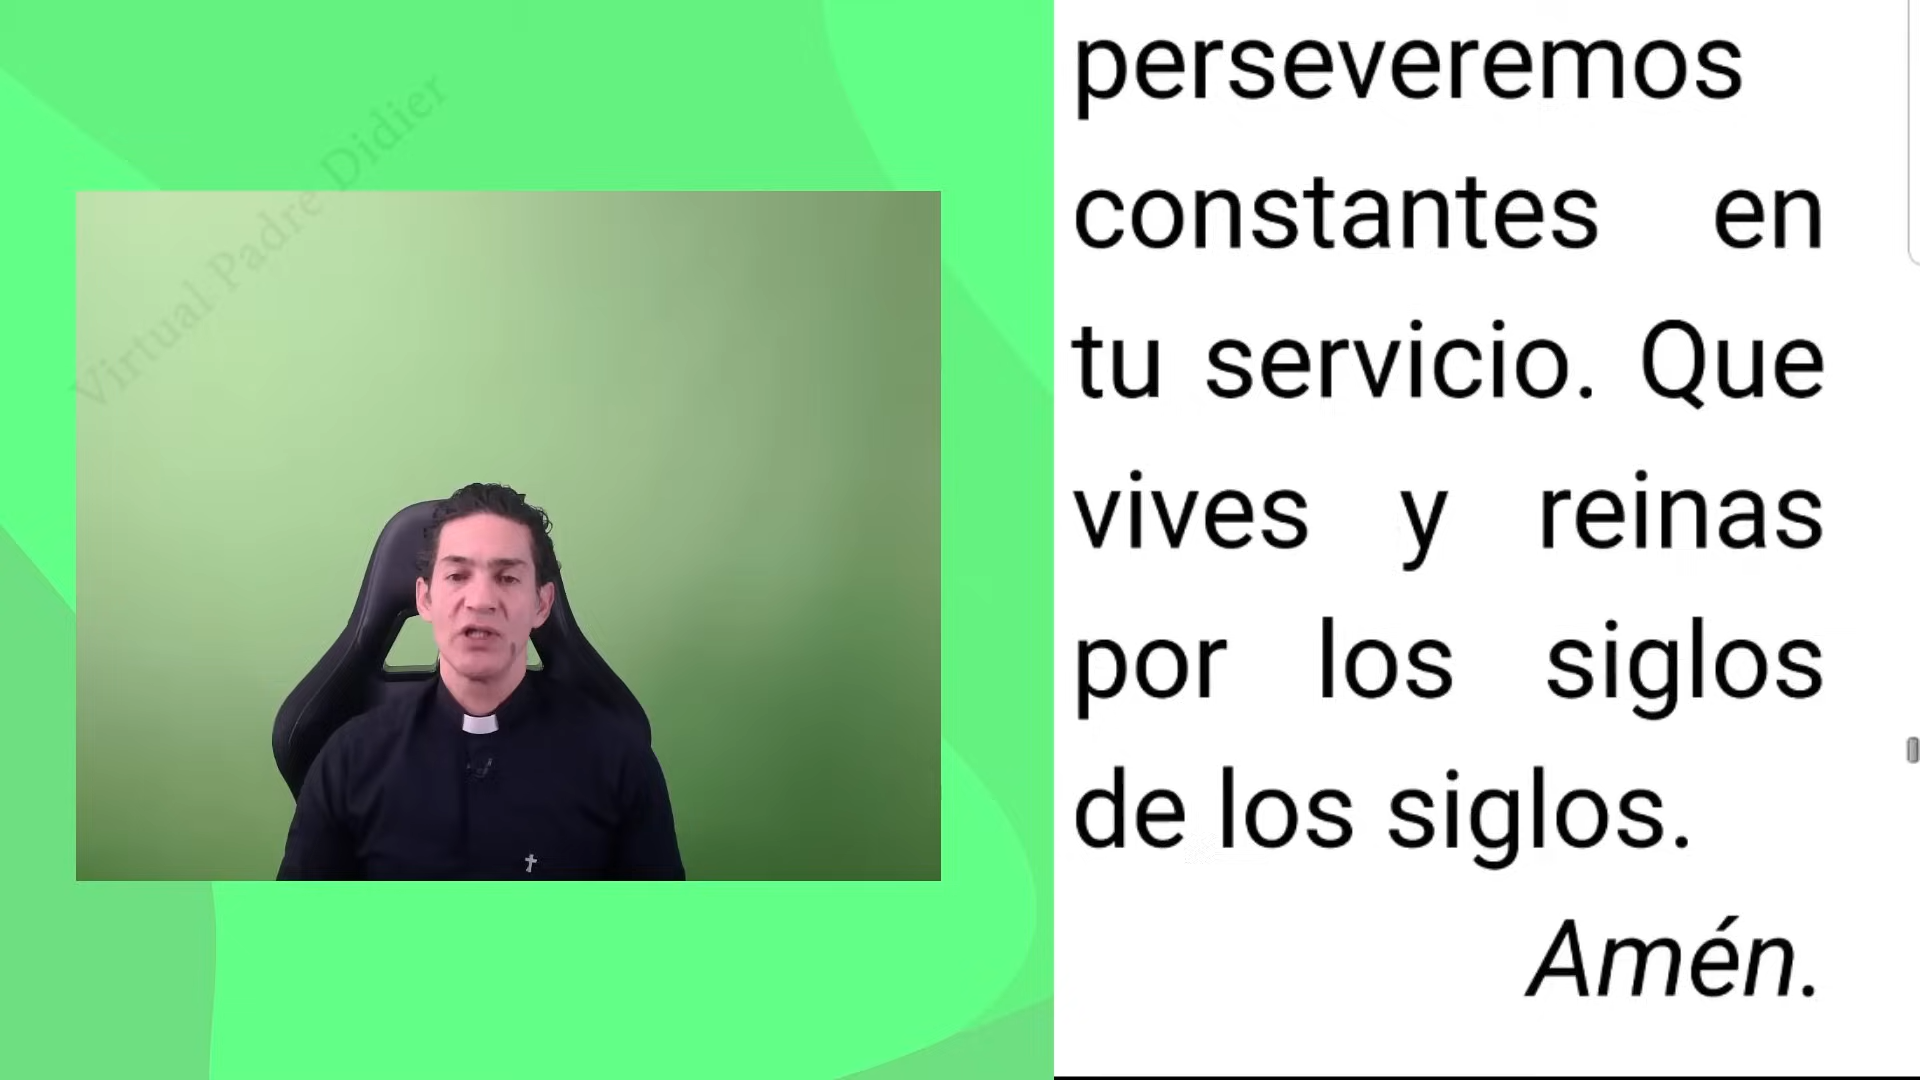 Virtual Padre Didier
perseveremos
constantes en
tu servicio. Que
vives y reinas
por los siglos
de los siglos.
Amén.